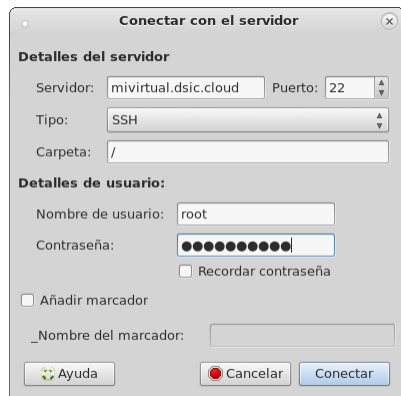 Conectar con el servidor
Detalles del servidor
Servidor: mivirtual.dsic.cloud Puerto: 22
Tipo: SSH
Carpeta: /
Detalles de usuario:
Nombre de usuario: root
Contraseña: ●●●●●●●●●●
Recordar contraseña
Añadir marcador
_Nombre del marcador:
Ayuda Cancelar Conectar